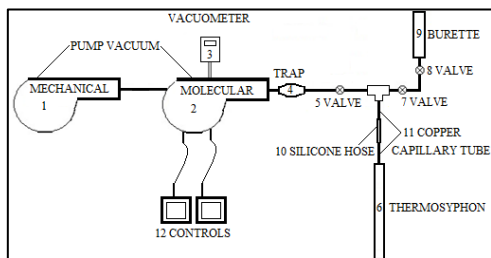 VACUOMETER
3
PUMP VACUUM
MECHANICAL
1
MOLECULAR
2
TRAP
4
5 VALVE
9 BURETTE
8 VALVE
7 VALVE
11 COPPER
CAPILLARY TUBE
10 SILICONE HOSE
6 THERMOSYPHON
12 CONTROLS